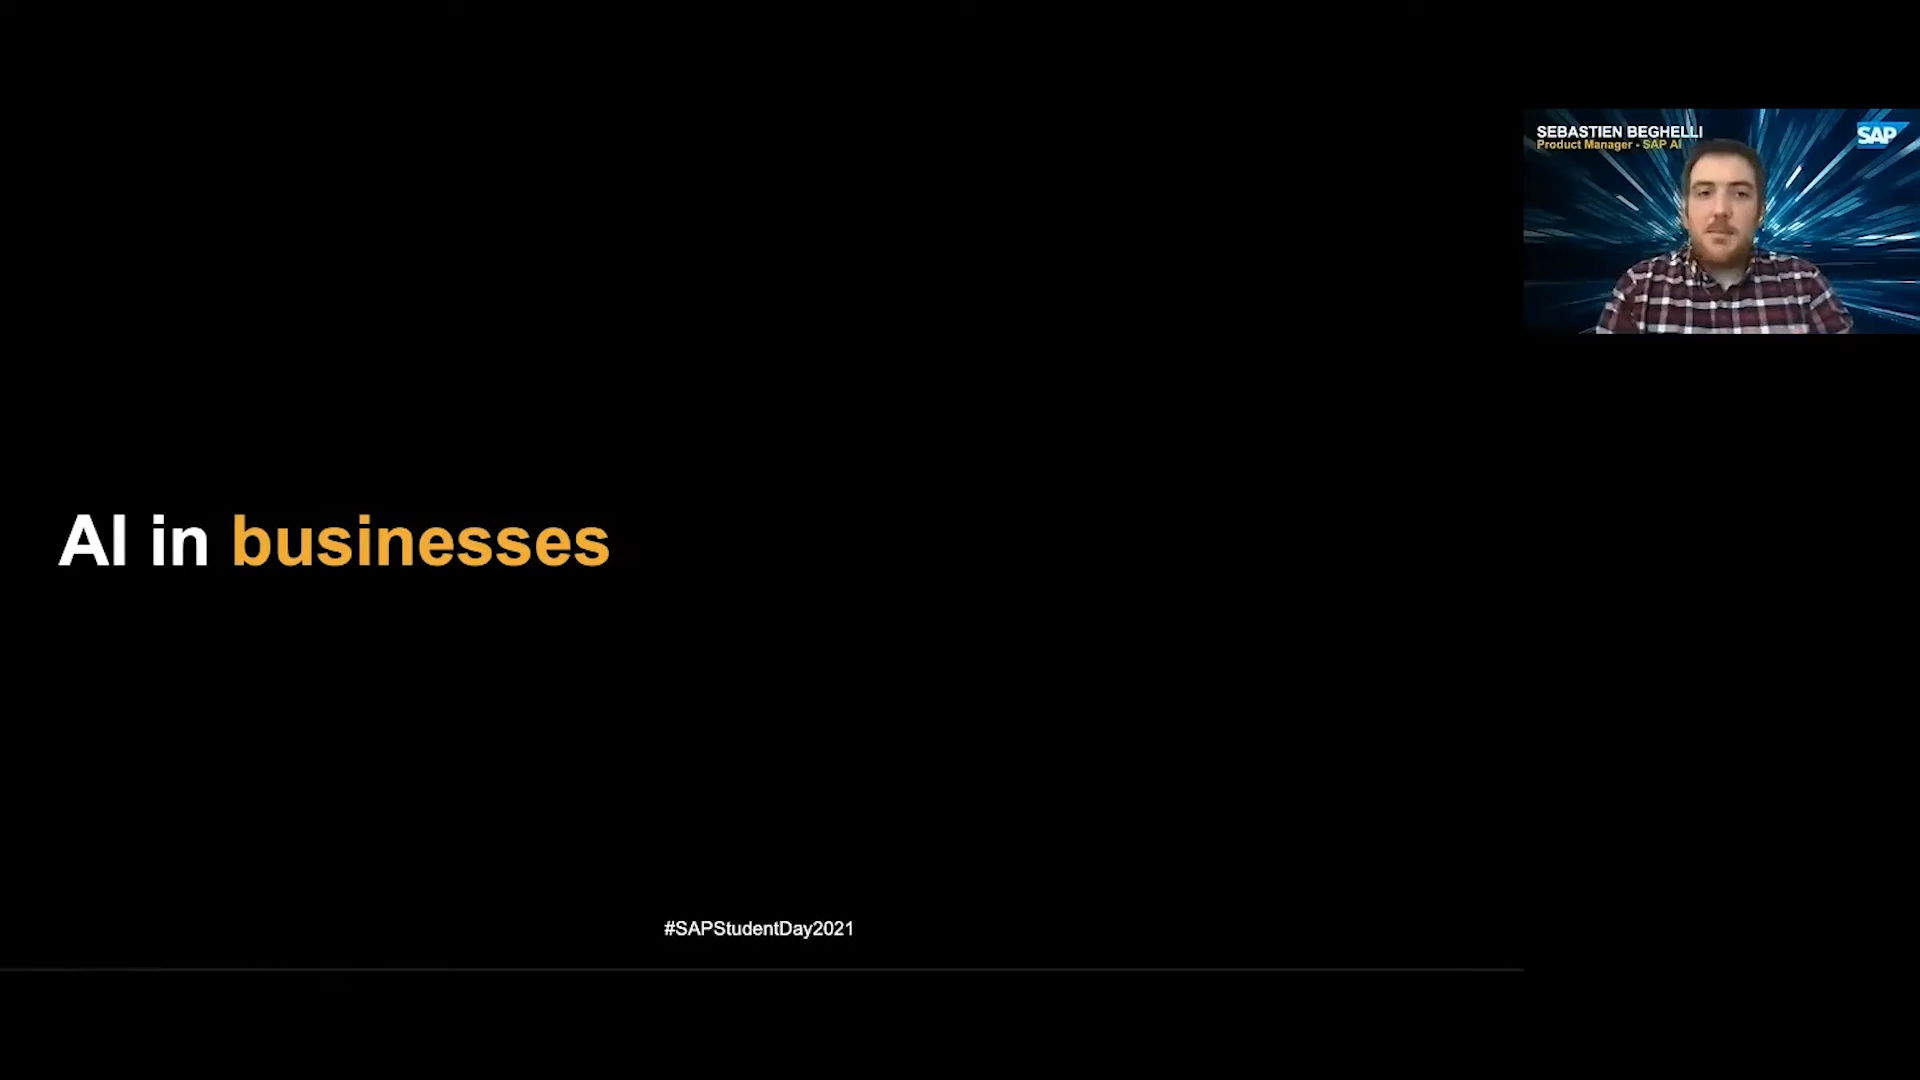 SEBASTIEN BEGHELLI
Product Manager - SAP AI
SAP
AI in businesses
#SAPStudentDay2021